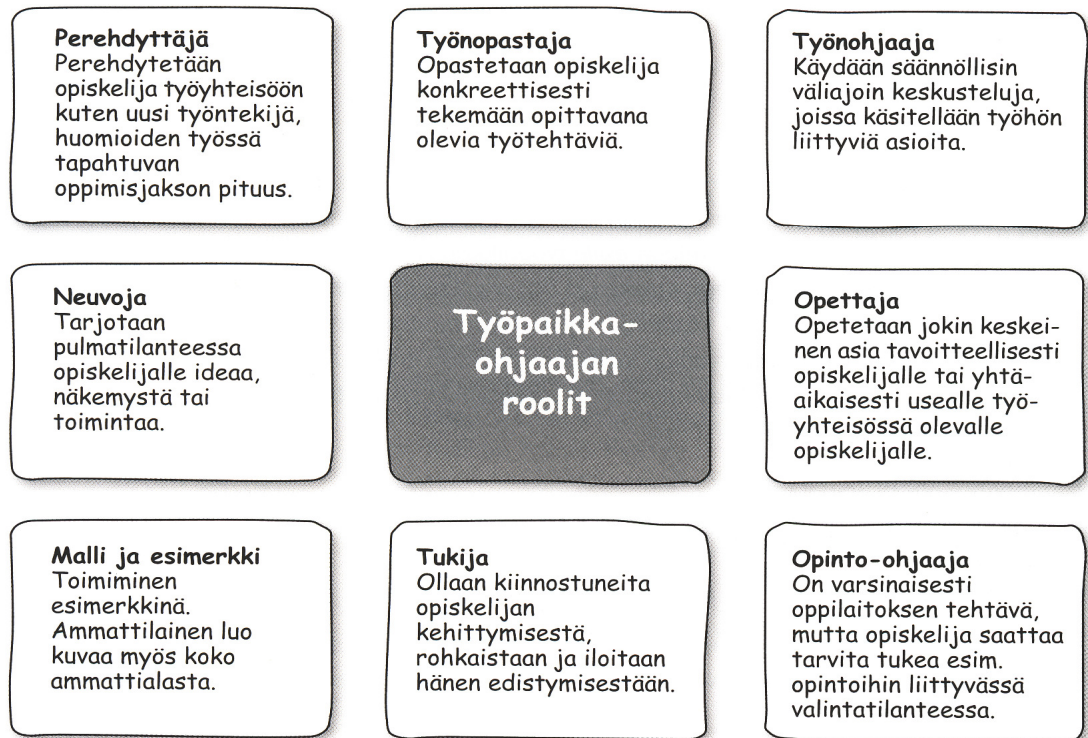 Perehdyttäjä
Perehdytetään
opiskelija työyhteisöön
kuten uusi työntekijä,
huomioiden työssä
tapahtuvan
oppimisjakson pituus.
Työnopastaja
Opastetaan opiskelija
konkreettisesti
tekemään opittavana
olevia työtehtäviä.
Työnohjaaja
Käydään säännöllisin
väliajoin keskusteluja,
joissa käsitellään työhön
liittyviä asioita.
Neuvoja
Tarjotaan
pulmatilanteessa
opiskelijalle ideaa,
näkemystä tai
toimintaa.
Työpaikka-
ohjaajan
roolit
Opettaja
Opetetaan jokin keskei-
nen asia tavoitteellisesti
opiskelijalle tai yhtä-
aikaisesti usealle työ-
yhteisössä olevalle
opiskelijalle.
Malli ja esimerkki
Toimiminen
esimerkkinä.
Ammattilainen luo
kuvaa myös koko
ammattialasta.
Tukija
Ollaan kiinnostuneita
opiskelijan
kehittymisestä,
rohkaistaan ja iloitaan
hänen edistymisestään.
Opinto-ohjaaja
On varsinaisesti
oppilaitoksen tehtävä,
mutta opiskelija saattaa
tarvita tukea esim.
opintoihin liittyvässä
valintatilanteessa.